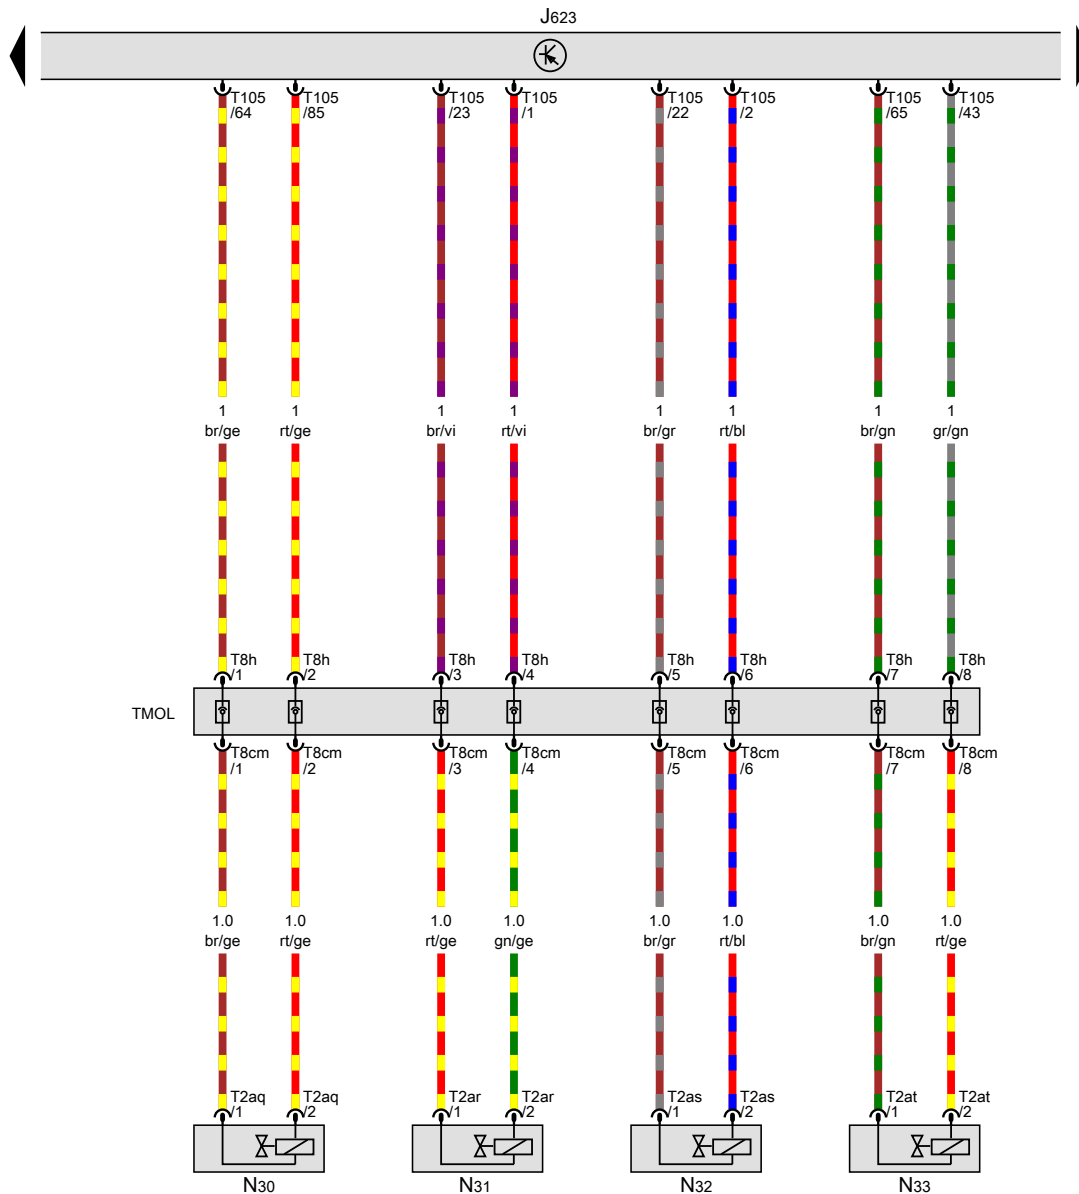 J623
T105 T105 T105 T105 T105 T105 T105 T105
/64 /85 /23 /1 /22 /2 /65 /43
1 1 1 1 1 1 1 1
br/ge rt/ge br/vi rt/vi br/gr rt/bl br/gn gr/gn
T8h T8h T8h T8h T8h T8h T8h T8h
/1 /2 /3 /4 /5 /6 /7 /8
TMOL
T8cm T8cm T8cm T8cm T8cm T8cm T8cm T8cm
/1 /2 /3 /4 /5 /6 /7 /8
1.0 1.0 1.0 1.0 1.0 1.0 1.0 1.0
br/ge rt/ge rt/ge gn/ge br/gr rt/bl br/gn rt/ge
T2aq T2aq T2ar T2ar T2as T2as T2at T2at
/1 /2 /1 /2 /1 /2 /1 /2
N30 N31 N32 N33